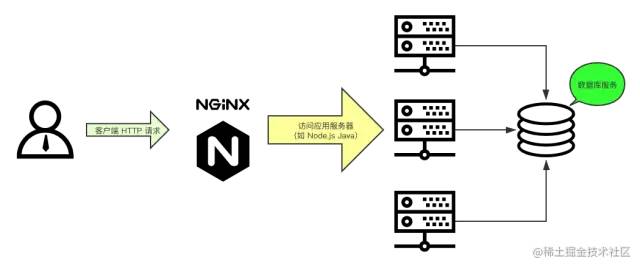 NGINX
客户端 HTTP 请求
N
访问应用服务器
(如 Node.js Java)
数据库服务
@稀土掘金技术社区